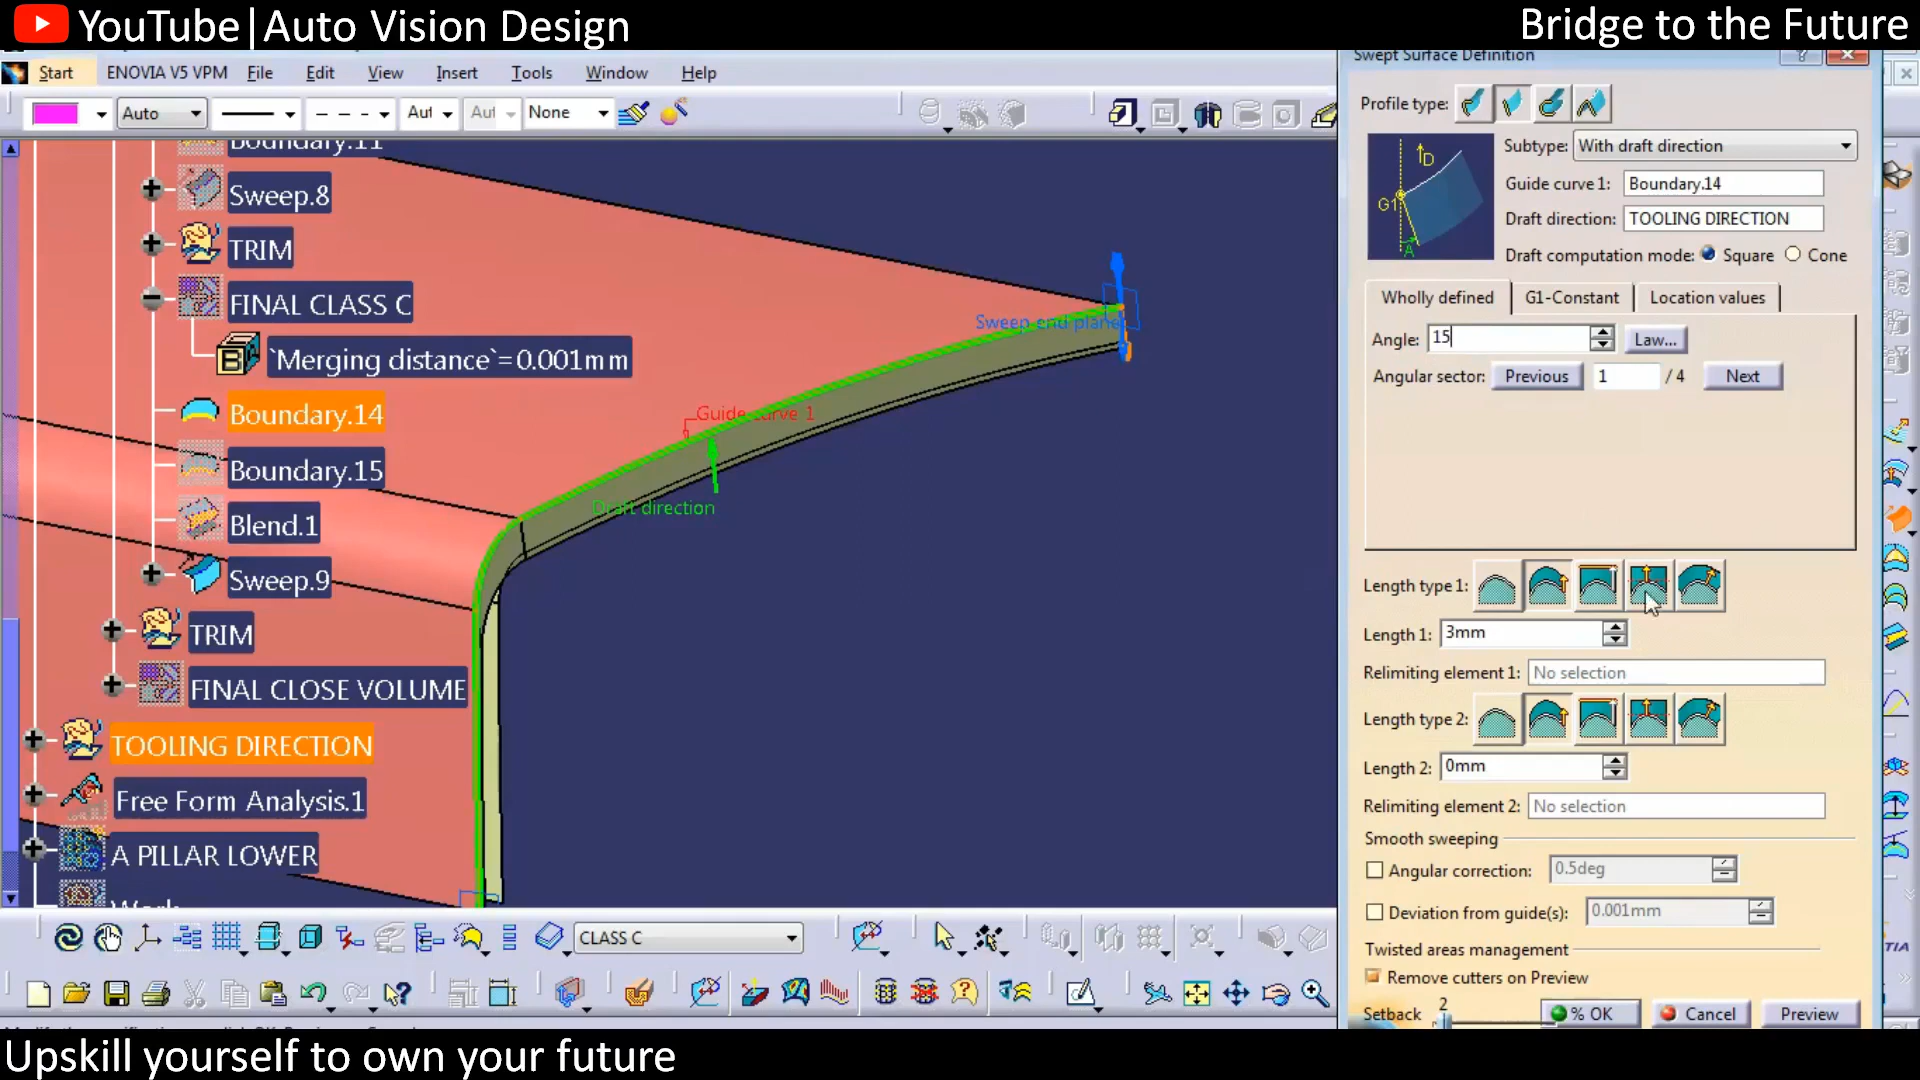 YouTube|Auto Vision Design
Bridge to the Future
Start ENOVIA V5 VPM File Edit View Insert Tools Window Help
Auto Aut Aut None
Boundary.11
Sweep.8
TRIM
FINAL CLASS C
`Merging distance`=0.001mm
Boundary.14
Boundary.15
Blend.1
Sweep.9
TRIM
FINAL CLOSE VOLUME
TOOLING DIRECTION
Free Form Analysis.1
A PILLAR LOWER
Sweep end plane
Guide curve 1
Draft direction
Swept Surface Definition
Profile type:
D
G1
A
Subtype: With draft direction
Guide curve 1: Boundary.14
Draft direction: TOOLING DIRECTION
Draft computation mode: Square Cone
Wholly defined G1-Constant Location values
Angle: 15 Law...
Angular sector: Previous 1 / 4 Next
Length type 1:
Length 1: 3mm
Relimiting element 1: No selection
Length type 2:
Length 2: 0mm
Relimiting element 2: No selection
Smooth sweeping
Angular correction: 0.5deg
Deviation from guide(s): 0.001mm
Twisted areas management
Remove cutters on Preview
Setback 2 % OK Cancel Preview
CLASS C
Upskill yourself to own your future